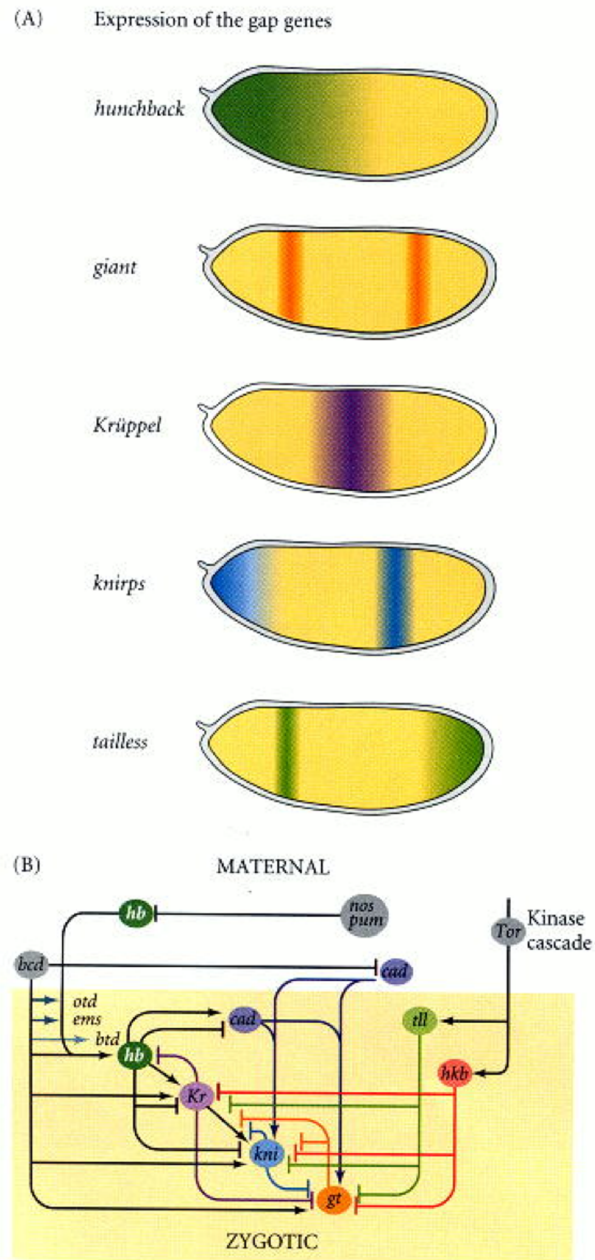 (A) Expression of the gap genes
hunchback
giant
Krüppel
knirps
tailless
(B) MATERNAL
hb
nos
pum
Tor
Kinase
cascade
bcd
cad
otd
ems
btd
cad
tll
hb
hkb
Kr
kni
gt
ZYGOTIC